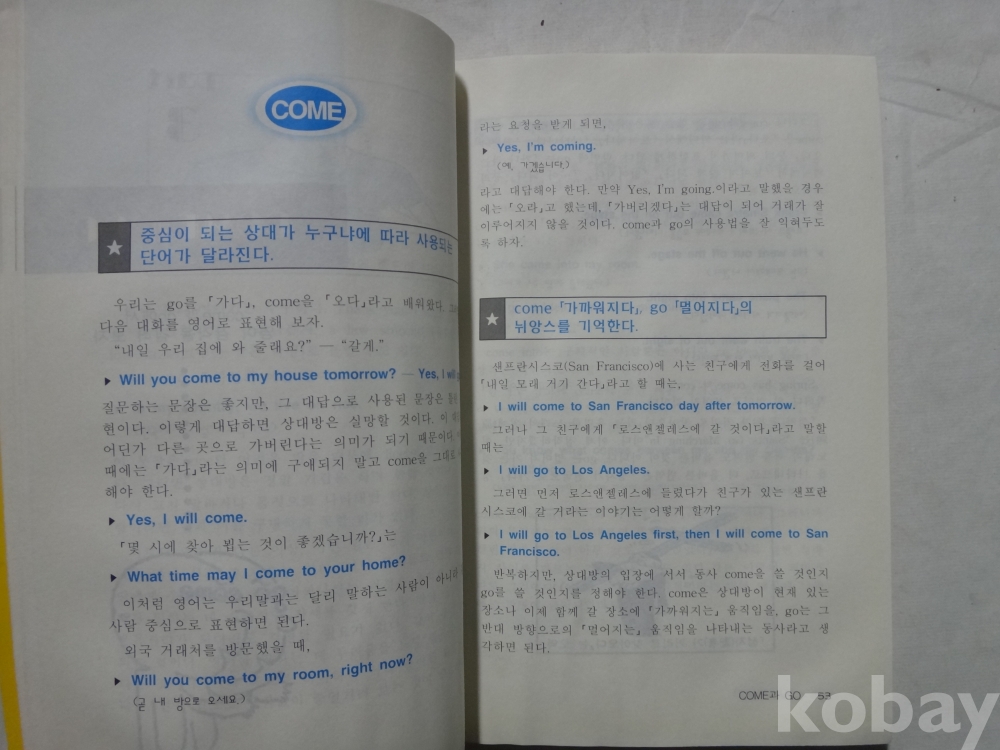 COME
★ 중심이 되는 상대가 누구냐에 따라 사용되는
단어가 달라진다.
우리는 go를 「가다」, come을 「오다」라고 배워왔다.
다음 대화를 영어로 표현해 보자.
“내일 우리 집에 와 줄래요?” — “갈게.”
▶ Will you come to my house tomorrow? — Yes, I will
질문하는 문장은 좋지만, 그 대답으로 사용된 문장은
현이다. 이렇게 대답하면 상대방은 실망할 것이다. 이
어딘가 다른 곳으로 가버린다는 의미가 되기 때문이다.
때에는 「가다」라는 의미에 구애되지 말고 come을 그대로
해야 한다.
▶ Yes, I will come.
「몇 시에 찾아 뵙는 것이 좋겠습니까?」는
▶ What time may I come to your home?
이처럼 영어는 우리말과는 달리 말하는 사람이 아니라
사람 중심으로 표현하면 된다.
외국 거래처를 방문했을 때,
▶ Will you come to my room, right now?
(곧 내 방으로 오세요.)
라는 요청을 받게 되면,
▶ Yes, I'm coming.
(예, 가겠습니다.)
라고 대답해야 한다. 만약 Yes, I'm going.이라고 말했을 경우
에는 「오라」고 했는데, 「가버리겠다」는 대답이 되어 거래가 잘
이루어지지 않을 것이다. come과 go의 사용법을 잘 익혀두도
록 하자.
★ come 「가까워지다」, go 「멀어지다」의
뉘앙스를 기억한다.
샌프란시스코(San Francisco)에 사는 친구에게 전화를 걸어
「내일 모래 거기 간다」라고 할 때는,
▶ I will come to San Francisco day after tomorrow.
그러나 그 친구에게 「로스앤젤레스에 갈 것이다」라고 말할
때는
▶ I will go to Los Angeles.
그러면 먼저 로스앤젤레스에 들렀다가 친구가 있는 샌프란
시스코에 갈 거라는 이야기는 어떻게 할까?
▶ I will go to Los Angeles first, then I will come to San
Francisco.
반복하지만, 상대방의 입장에 서서 동사 come을 쓸 것인지
go를 쓸 것인지를 정해야 한다. come은 상대방이 현재 있는
장소나 이제 함께 갈 장소에 「가까워지는」 움직임을, go는 그
반대 방향으로의 「멀어지는」 움직임을 나타내는 동사라고 생
각하면 된다.
COME과 GO 53
kobay